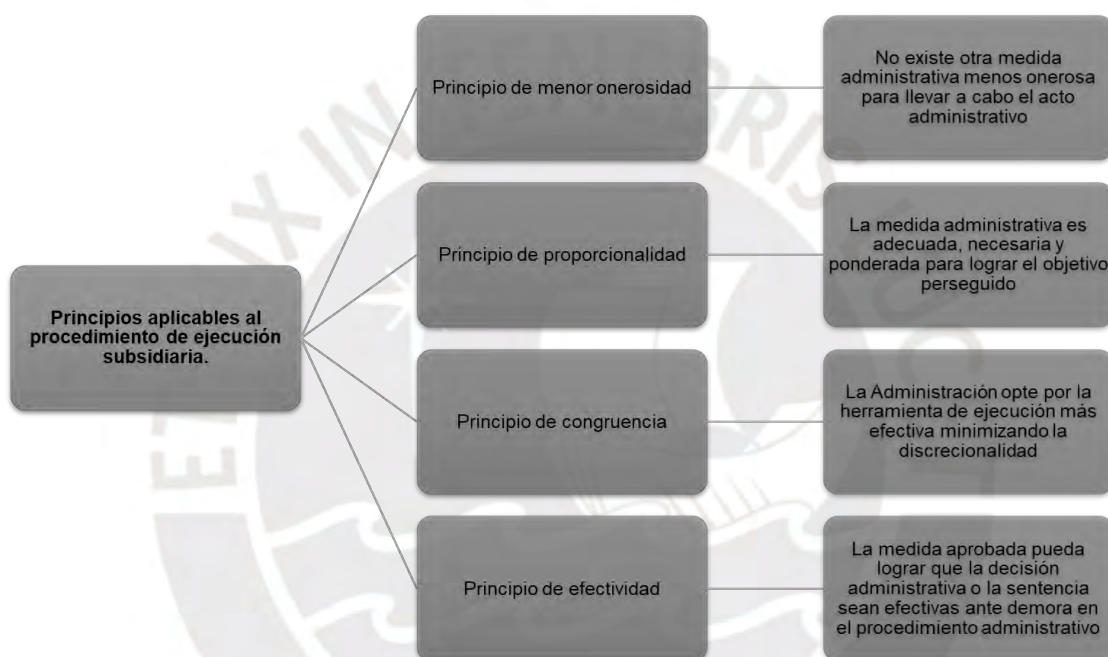 Principio de menor onerosidad
No existe otra medida
administrativa menos onerosa
para llevar a cabo el acto
administrativo
Principio de proporcionalidad
La medida administrativa es
adecuada, necesaria y
ponderada para lograr el objetivo
perseguido
Principios aplicables al
procedimiento de ejecución
subsidiaria.
Principio de congruencia
La Administración opte por la
herramienta de ejecución más
efectiva minimizando la
discrecionalidad
Principio de efectividad
La medida aprobada pueda
lograr que la decisión
administrativa o la sentencia
sean efectivas ante demora en
el procedimiento administrativo